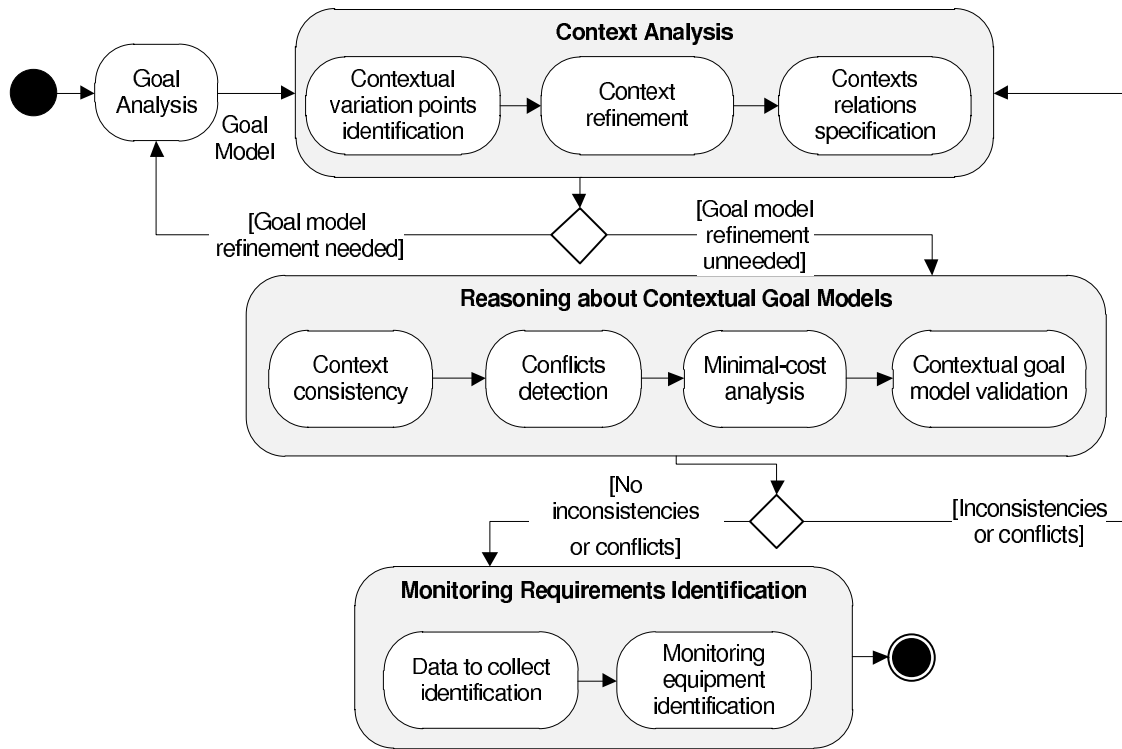 Context Analysis
Goal
Analysis
Goal
Model
Contextual
variation points
identification
Context
refinement
Contexts
relations
specification
[Goal model
refinement needed]
[Goal model
refinement
unneeded]
Reasoning about Contextual Goal Models
Context
consistency
Conflicts
detection
Minimal-cost
analysis
Contextual goal
model validation
[No
inconsistencies
or conflicts]
[Inconsistencies
or conflicts]
Monitoring Requirements Identification
Data to collect
identification
Monitoring
equipment
identification